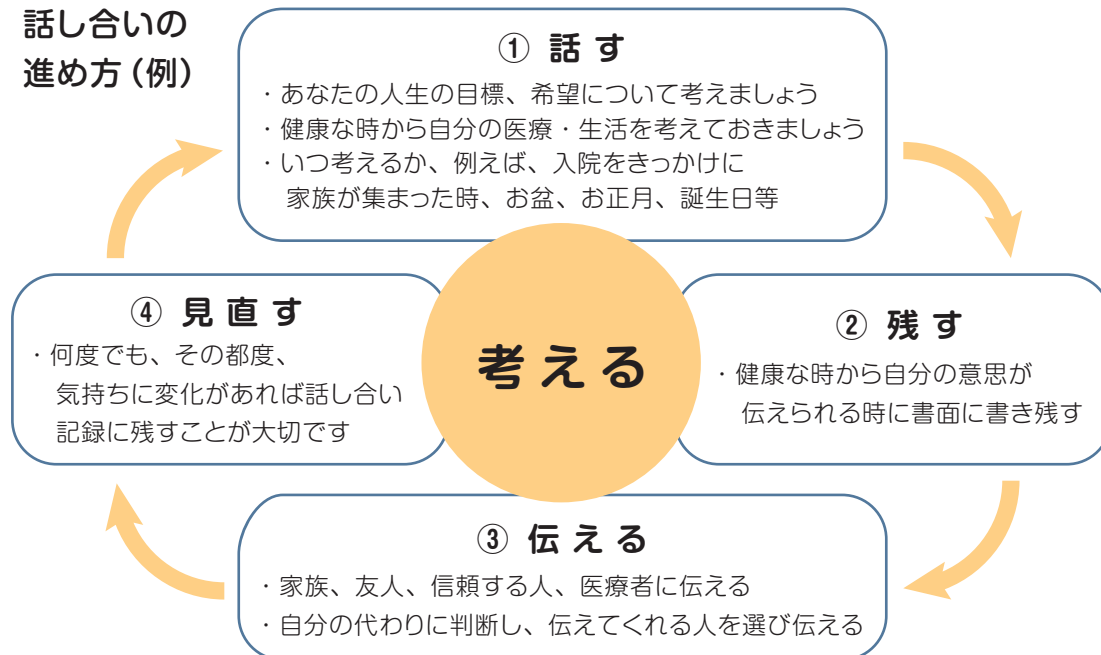 話し合いの
進め方(例)
① 話す
・あなたの人生の目標、希望について考えましょう
・健康な時から自分の医療・生活を考えておきましょう
・いつ考えるか、例えば、入院をきっかけに
家族が集まった時、お盆、お正月、誕生日等
② 残す
・健康な時から自分の意思が
伝えられる時に書面に書き残す
③ 伝える
・家族、友人、信頼する人、医療者に伝える
・自分の代わりに判断し、伝えてくれる人を選び伝える
④ 見直す
・何度でも、その都度、
気持ちに変化があれば話し合い
記録に残すことが大切です
考える